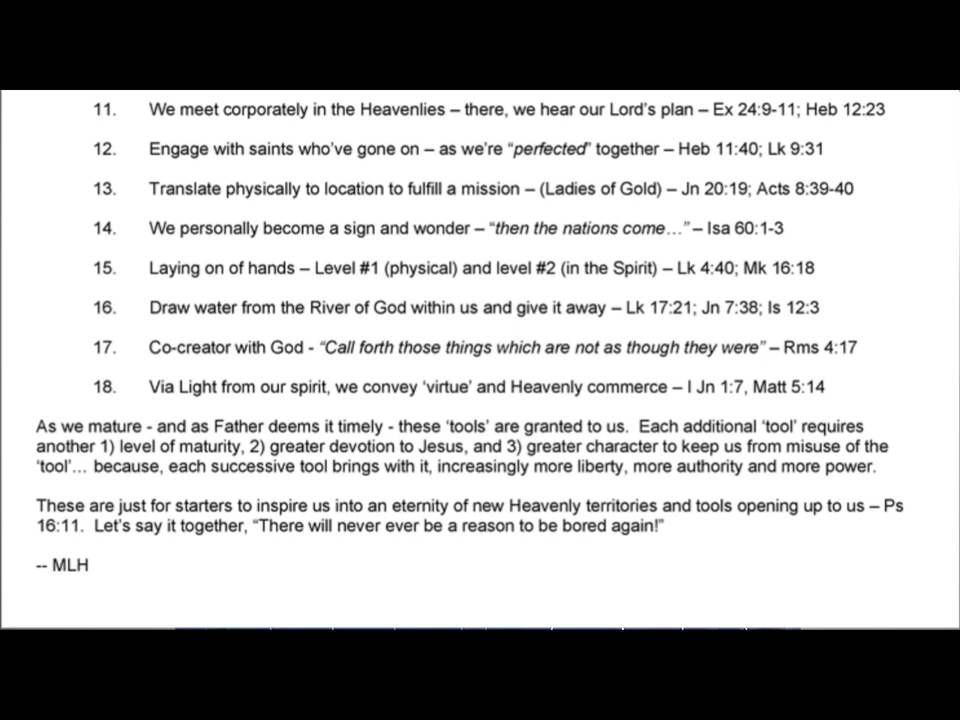 11. We meet corporately in the Heavenlies – there, we hear our Lord's plan – Ex 24:9-11; Heb 12:23
12. Engage with saints who've gone on – as we're "perfected" together – Heb 11:40; Lk 9:31
13. Translate physically to location to fulfill a mission – (Ladies of Gold) – Jn 20:19; Acts 8:39-40
14. We personally become a sign and wonder – "then the nations come…" – Isa 60:1-3
15. Laying on of hands – Level #1 (physical) and level #2 (in the Spirit) – Lk 4:40; Mk 16:18
16. Draw water from the River of God within us and give it away – Lk 17:21; Jn 7:38; Is 12:3
17. Co-creator with God - "Call forth those things which are not as though they were" – Rms 4:17
18. Via Light from our spirit, we convey 'virtue' and Heavenly commerce – I Jn 1:7, Matt 5:14
As we mature - and as Father deems it timely - these 'tools' are granted to us. Each additional 'tool' requires
another 1) level of maturity, 2) greater devotion to Jesus, and 3) greater character to keep us from misuse of the
'tool'… because, each successive tool brings with it, increasingly more liberty, more authority and more power.
These are just for starters to inspire us into an eternity of new Heavenly territories and tools opening up to us – Ps
16:11. Let's say it together, "There will never ever be a reason to be bored again!"
-- MLH